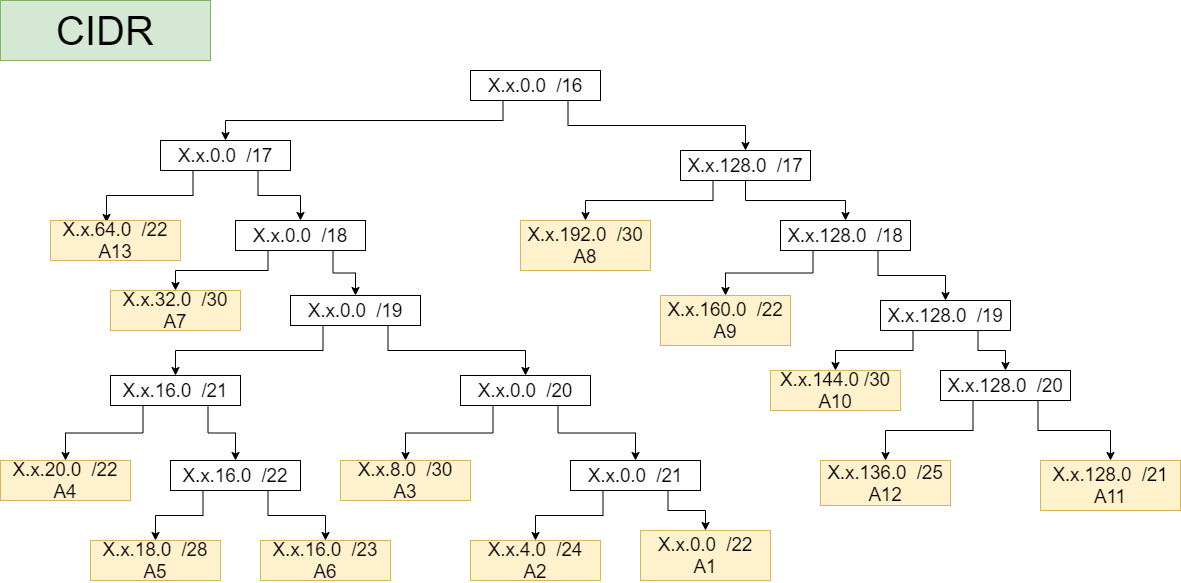 CIDR
X.x.0.0 /16
X.x.0.0 /17
X.x.128.0 /17
X.x.64.0 /22
A13
X.x.0.0 /18
X.x.192.0 /30
A8
X.x.128.0 /18
X.x.32.0 /30
A7
X.x.0.0 /19
X.x.160.0 /22
A9
X.x.128.0 /19
X.x.16.0 /21
X.x.0.0 /20
X.x.144.0 /30
A10
X.x.128.0 /20
X.x.20.0 /22
A4
X.x.16.0 /22
X.x.8.0 /30
A3
X.x.0.0 /21
X.x.136.0 /25
A12
X.x.128.0 /21
A11
X.x.18.0 /28
A5
X.x.16.0 /23
A6
X.x.4.0 /24
A2
X.x.0.0 /22
A1